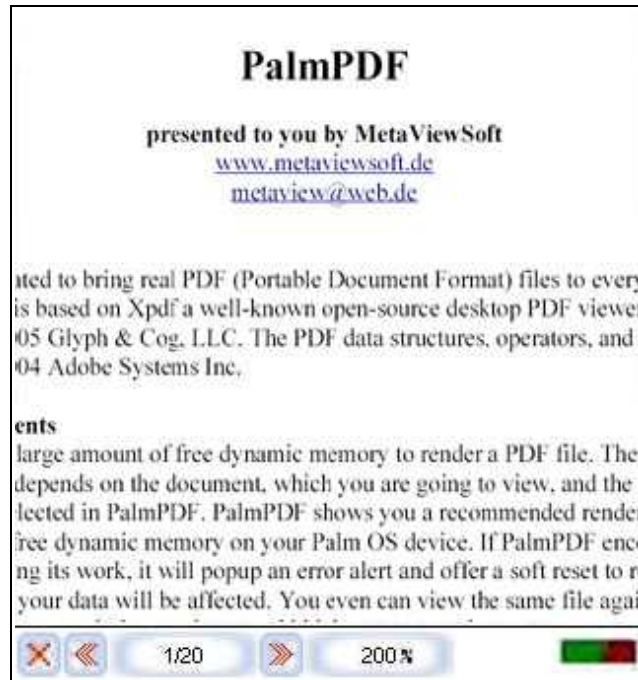 PalmPDF
presented to you by MetaViewSoft
www.metaviewsoft.de
metaview@web.de
ated to bring real PDF (Portable Document Format) files to every
is based on Xpdf a well-known open-source desktop PDF viewer
05 Glyph & Cog, LLC. The PDF data structures, operators, and
04 Adobe Systems Inc.
ents
large amount of free dynamic memory to render a PDF file. The
depends on the document, which you are going to view, and the
lected in PalmPDF. PalmPDF shows you a recommended render
free dynamic memory on your Palm OS device. If PalmPDF enco
ng its work, it will popup an error alert and offer a soft reset to r
your data will be affected. You even can view the same file agai
1/20
200%